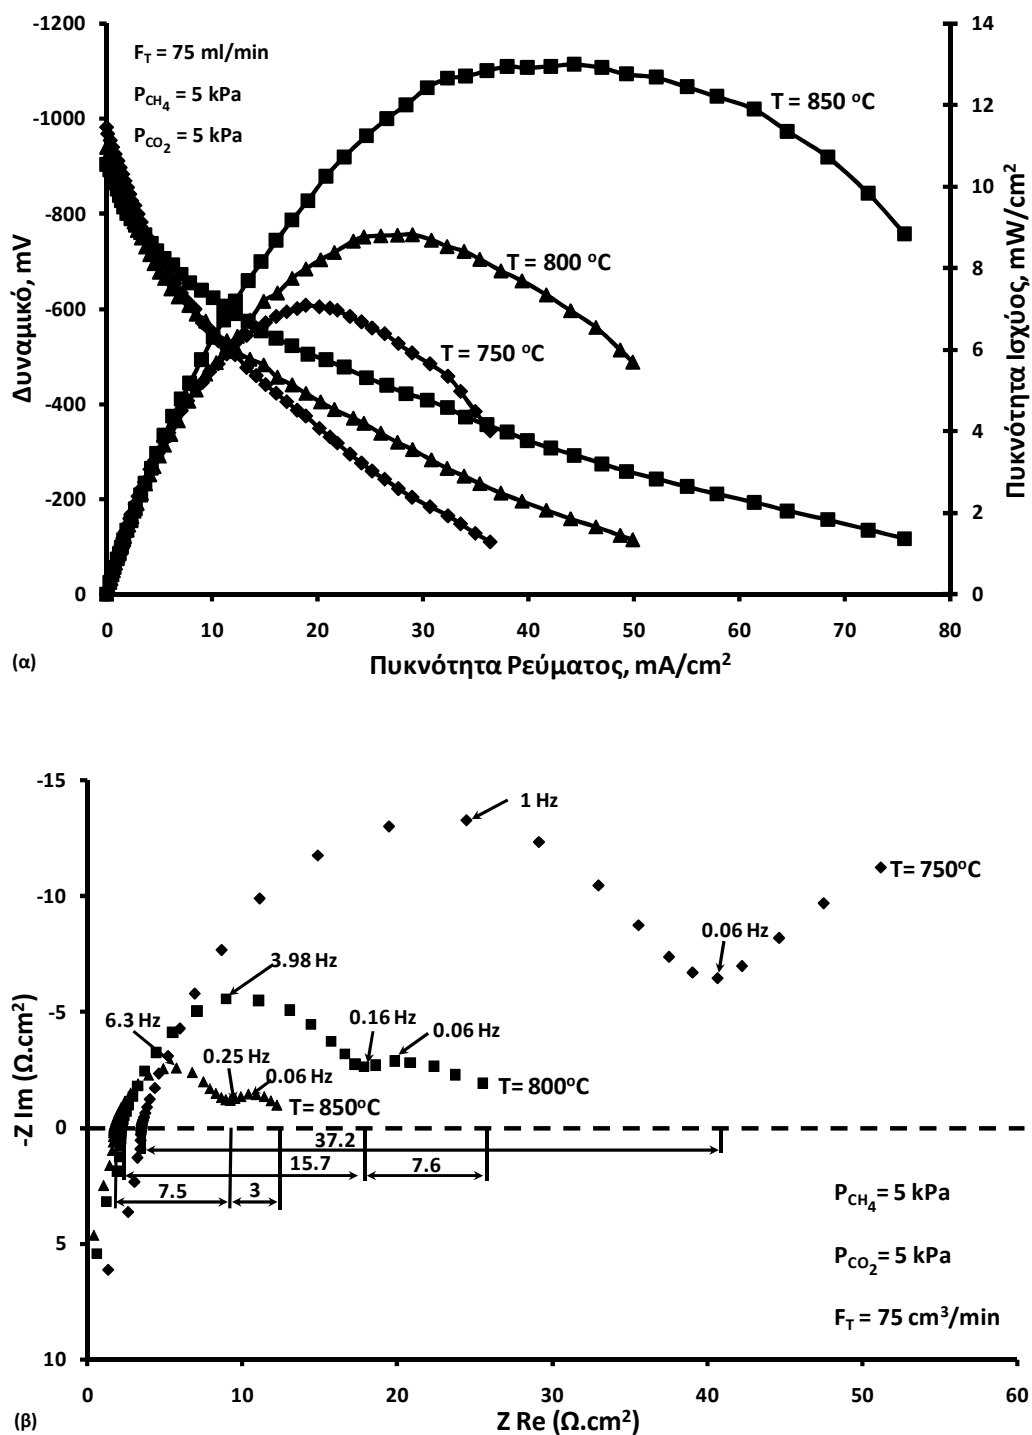 -1200
-1000
-800
-600
-400
-200
0
Δυναμικό, mV
F_T = 75 ml/min
P_CH₄ = 5 kPa
P_CO₂ = 5 kPa
T = 850 °C
T = 800 °C
T = 750 °C
14
12
10
8
6
4
2
0
Πυκνότητα Ισχύος, mW/cm²
0 10 20 30 40 50 60 70 80
(α)
Πυκνότητα Ρεύματος, mA/cm²
-15
-10
-5
0
5
10
-Z Im (Ω.cm²)
1 Hz
T= 750°C
0.06 Hz
3.98 Hz
6.3 Hz
0.16 Hz
0.06 Hz
0.25 Hz
0.06 Hz
T= 800°C
T= 850°C
37.2
15.7 7.6
7.5 3
P_CH₄= 5 kPa
P_CO₂= 5 kPa
F_T = 75 cm³/min
0 10 20 30 40 50 60
(β)
Z Re (Ω.cm²)